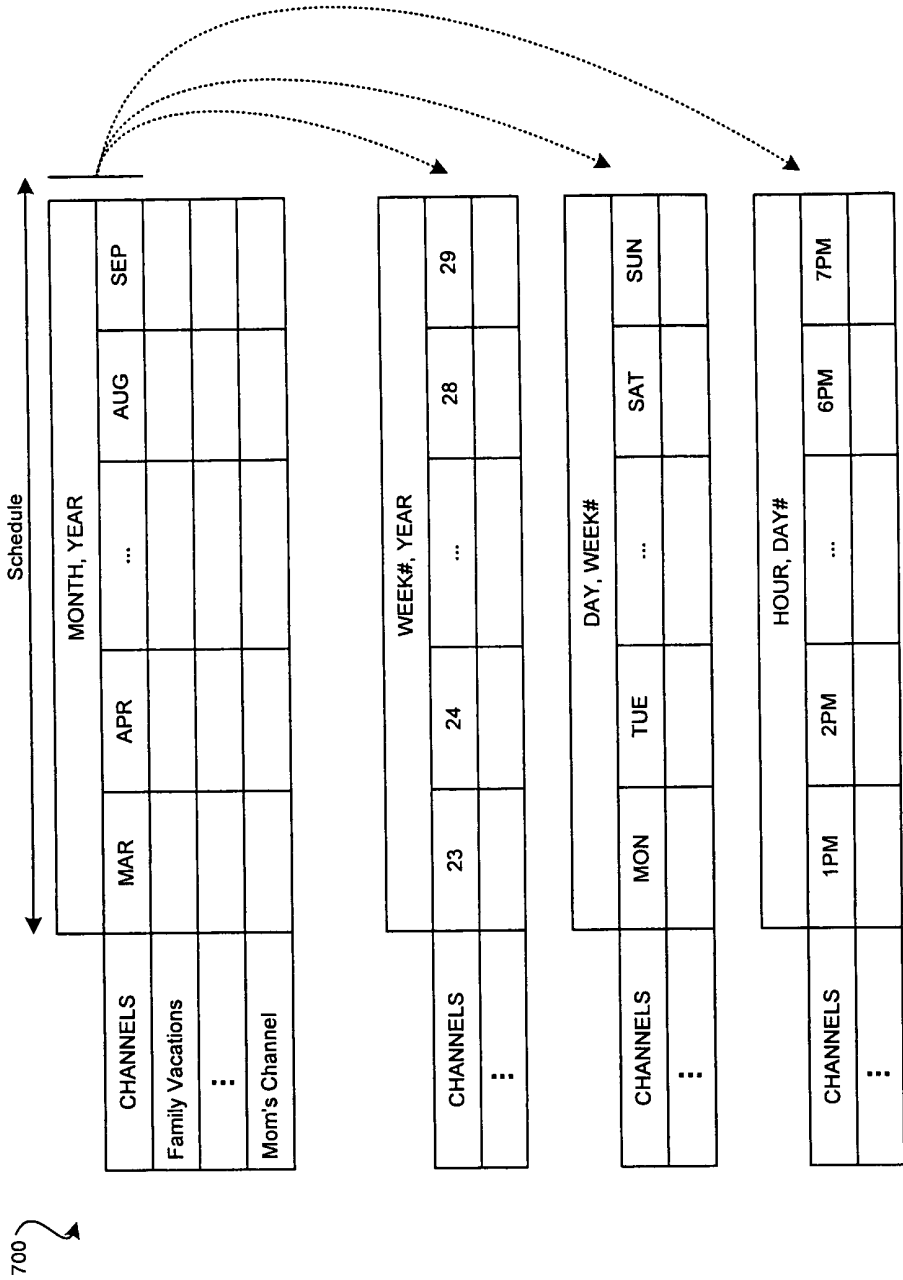 700
Schedule
MONTH, YEAR
CHANNELS MAR APR ... AUG SEP
Family Vacations
⋮
Mom's Channel
WEEK#, YEAR
CHANNELS 23 24 ... 28 29
⋮
DAY, WEEK#
CHANNELS MON TUE ... SAT SUN
⋮
HOUR, DAY#
CHANNELS 1PM 2PM ... 6PM 7PM
⋮